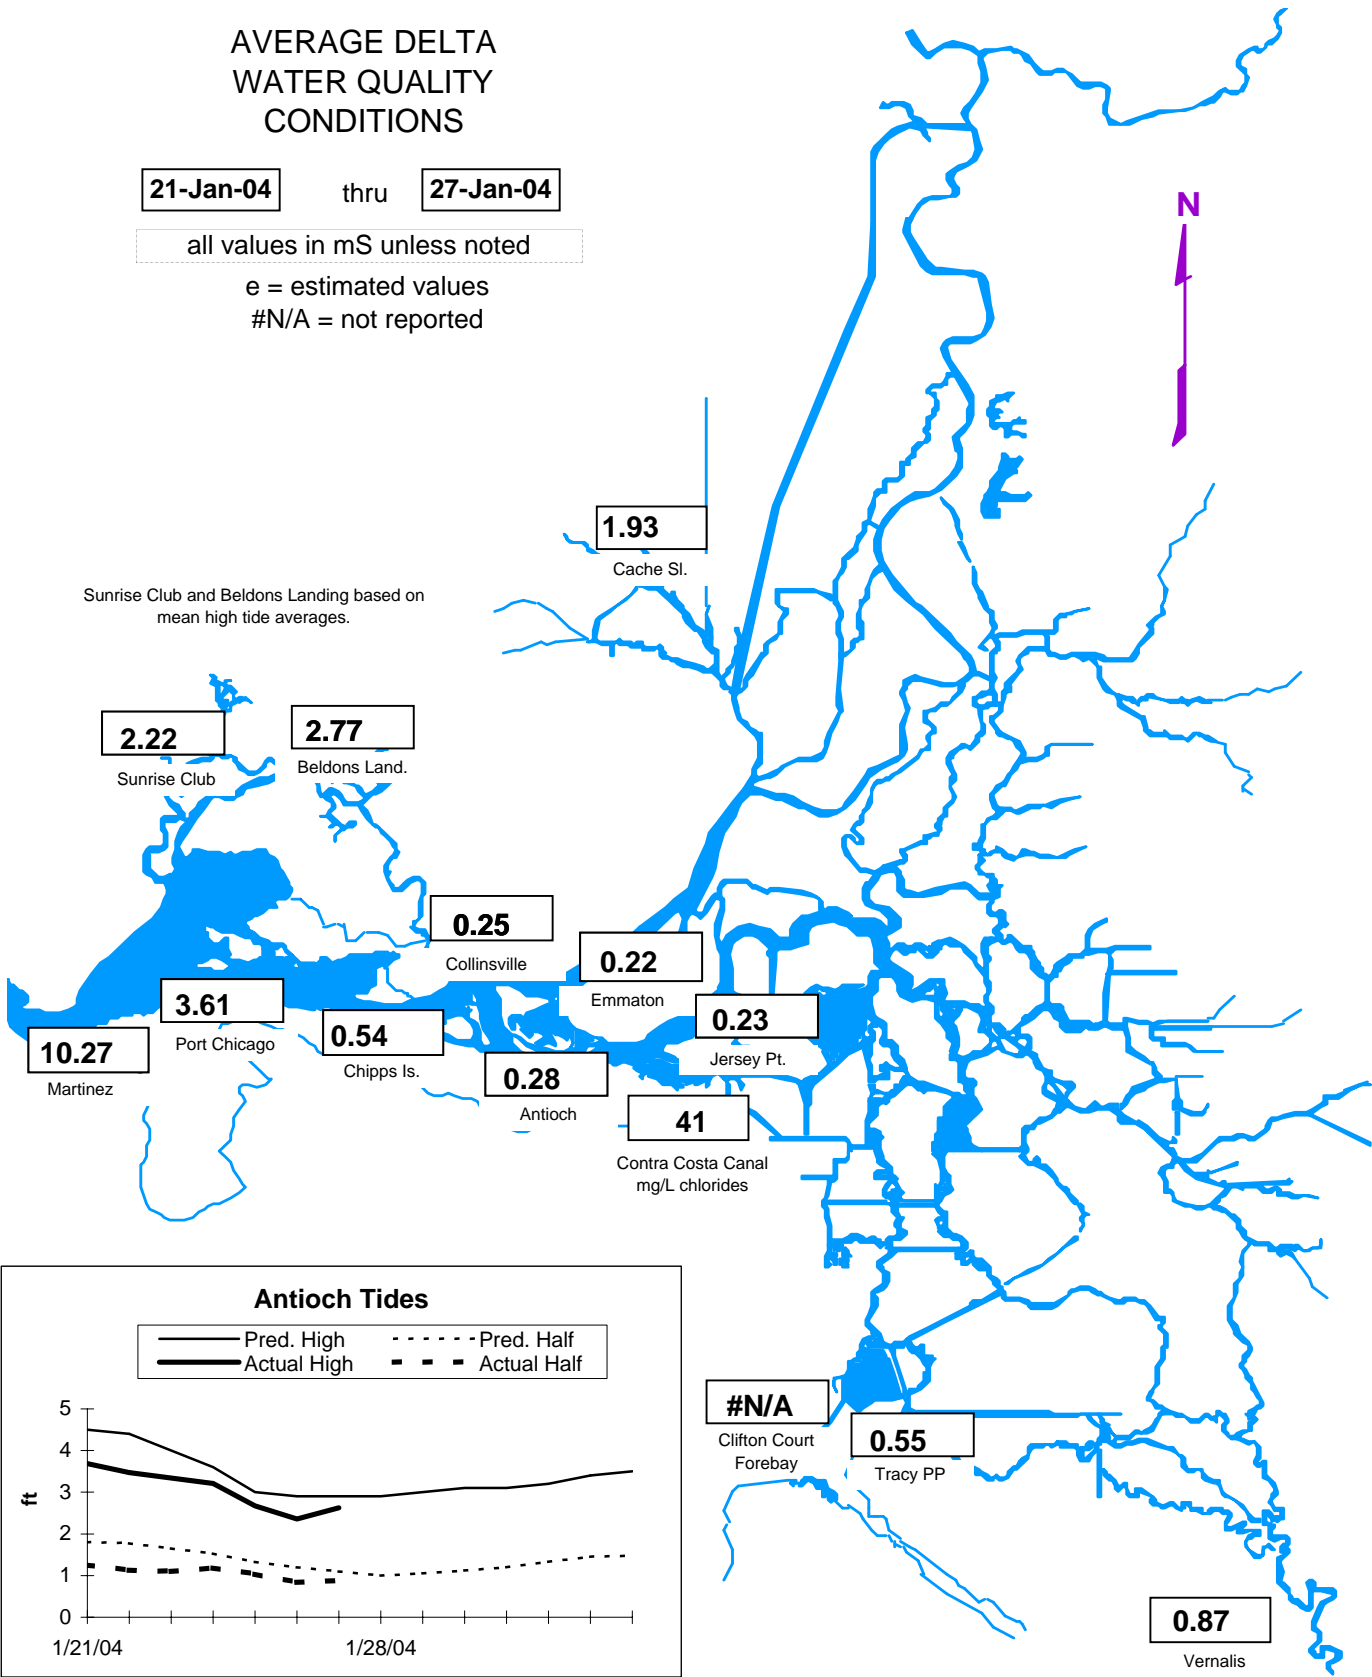 AVERAGE DELTA
WATER QUALITY
CONDITIONS
21-Jan-04 thru 27-Jan-04
all values in mS unless noted
e = estimated values
#N/A = not reported
N
1.93
Cache Sl.
Sunrise Club and Beldons Landing based on
mean high tide averages.
2.22
Sunrise Club
2.77
Beldons Land.
0.25
Collinsville
0.22
Emmaton
3.61
Port Chicago
0.54
Chipps Is.
0.23
Jersey Pt.
10.27
Martinez
0.28
Antioch
41
Contra Costa Canal
mg/L chlorides
Antioch Tides
Pred. High Pred. Half
Actual High Actual Half
5
4
3
2
1
0
ft
1/21/04 1/28/04
#N/A
Clifton Court
Forebay
0.55
Tracy PP
0.87
Vernalis